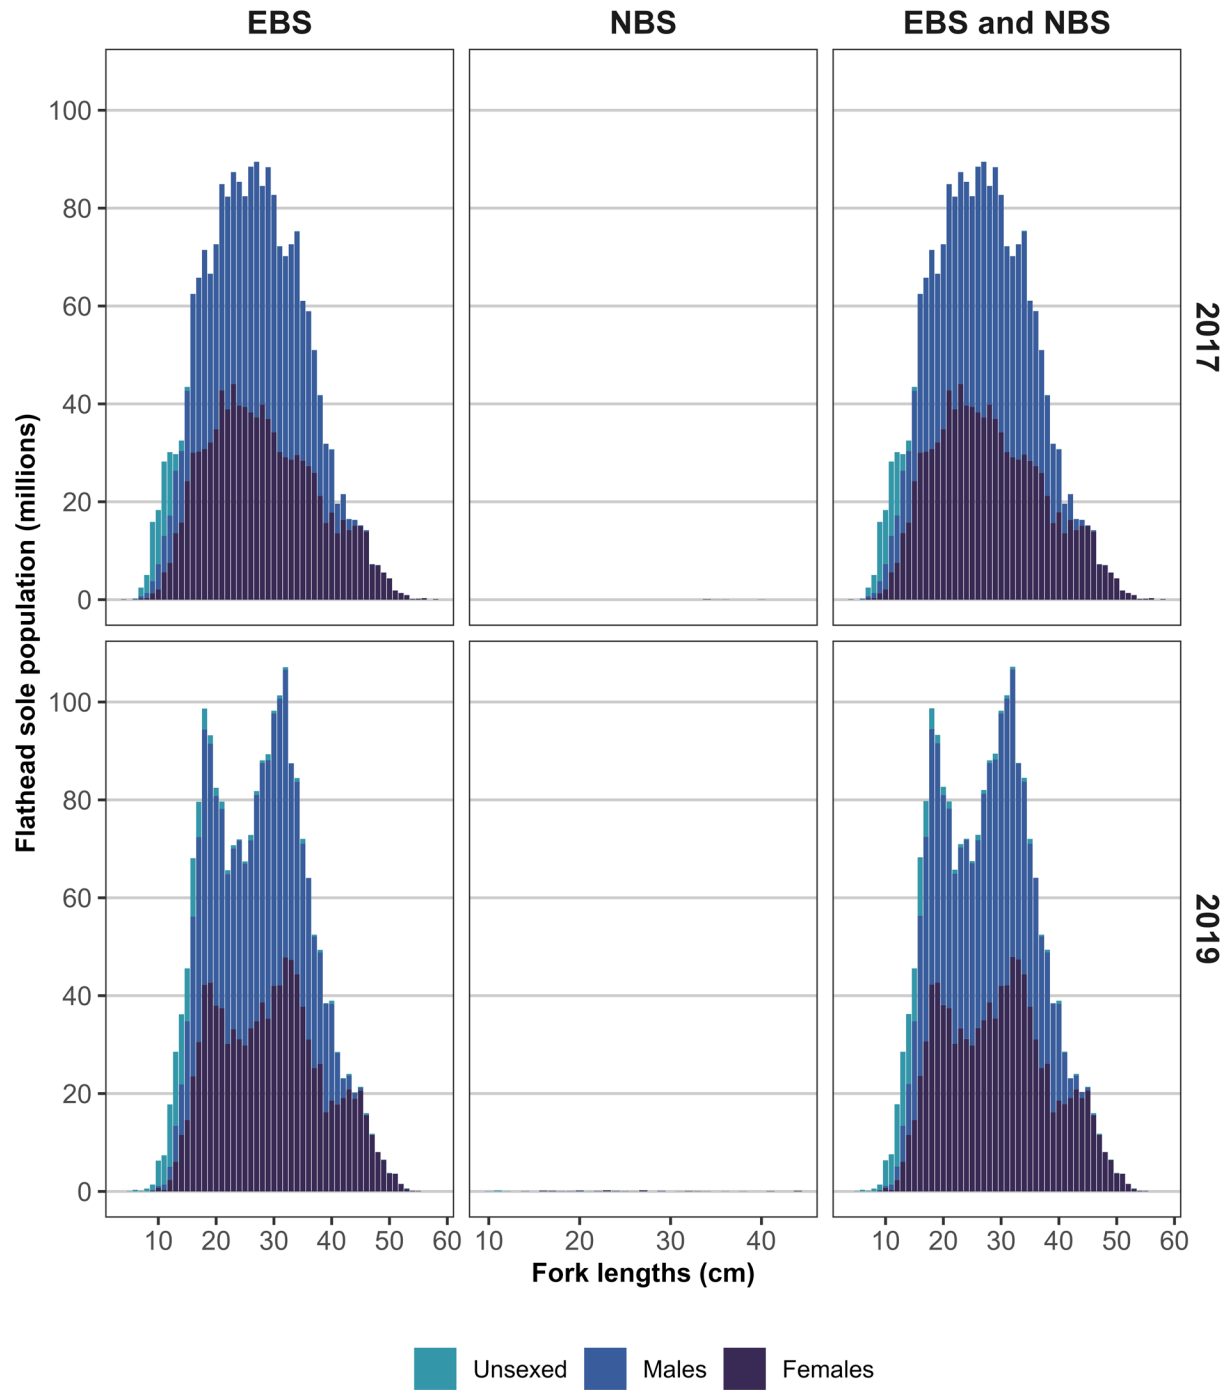 EBS NBS EBS and NBS
100
80
60
40
20
0
2017
Flathead sole population (millions)
100
80
60
40
20
0
2019
10 20 30 40 50 60 10 20 30 40 10 20 30 40 50 60
Fork lengths (cm)
Unsexed Males Females